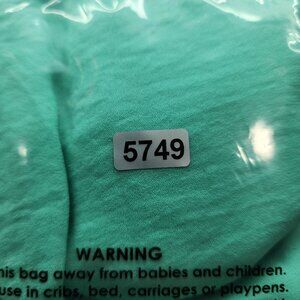 5749
WARNING
his bag away from babies and children.
use in cribs, bed, carriages or playpens.